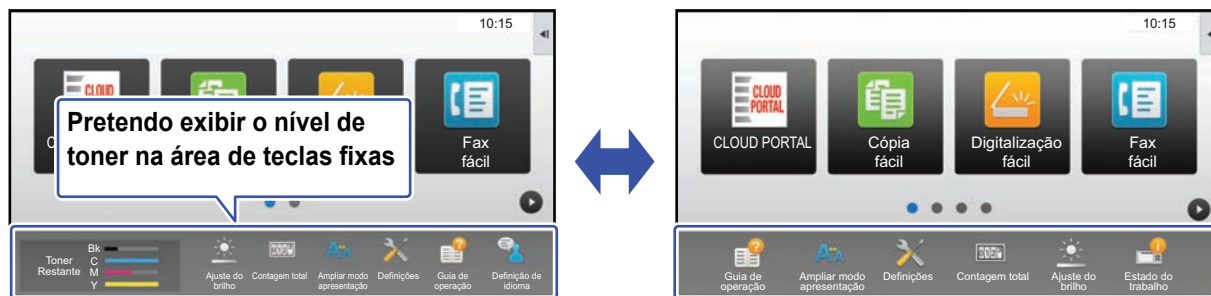 10:15
CLOUD
Pretendo exibir o nível de
toner na área de teclas fixas
Fax
fácil
Toner
Restante
Bk
C
M
Y
Ajuste do
brilho
Contagem total
Ampliar modo
apresentação
Definições
Guia de
operação
Definição de
idioma
10:15
CLOUD
PORTAL
CLOUD PORTAL
Cópia
fácil
Digitalização
fácil
Fax
fácil
Guia de
operação
Ampliar modo
apresentação
Definições
Contagem total
Ajuste do
brilho
Estado do
trabalho